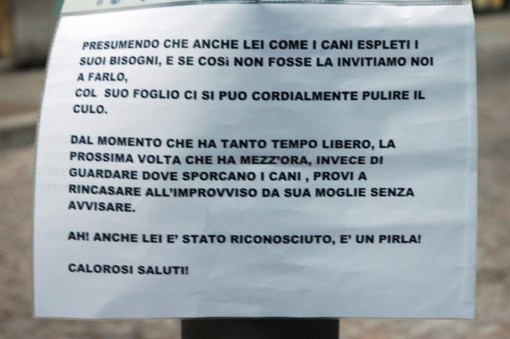 PRESUMENDO CHE ANCHE LEI COME I CANI ESPLETI I
SUOI BISOGNI, E SE COSÌ NON FOSSE LA INVITIAMO NOI
A FARLO,
COL SUO FOGLIO CI SI PUO CORDIALMENTE PULIRE IL
CULO.
DAL MOMENTO CHE HA TANTO TEMPO LIBERO, LA
PROSSIMA VOLTA CHE HA MEZZ'ORA, INVECE DI
GUARDARE DOVE SPORCANO I CANI , PROVI A
RINCASARE ALL'IMPROVVISO DA SUA MOGLIE SENZA
AVVISARE.
AH! ANCHE LEI E' STATO RICONOSCIUTO, E' UN PIRLA!
CALOROSI SALUTI!